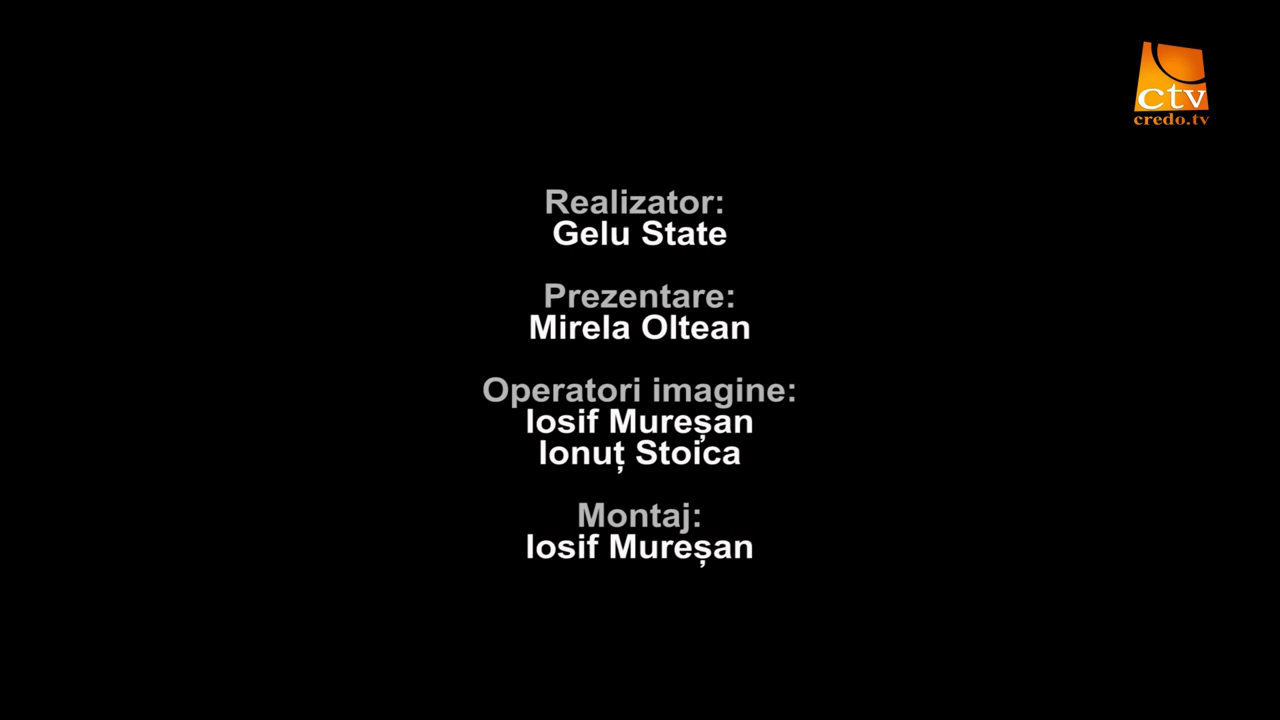 ctv
credo.tv
Realizator:
Gelu State
Prezentare:
Mirela Oltean
Operatori imagine:
Iosif Mureșan
Ionuț Stoica
Montaj:
Iosif Mureșan